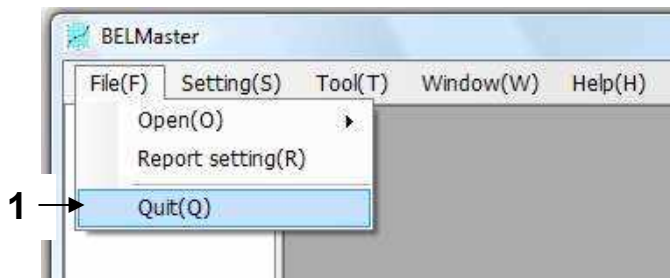 BELMaster
File(F) Setting(S) Tool(T) Window(W) Help(H)
Open(O)
Report setting(R)
1 Quit(Q)